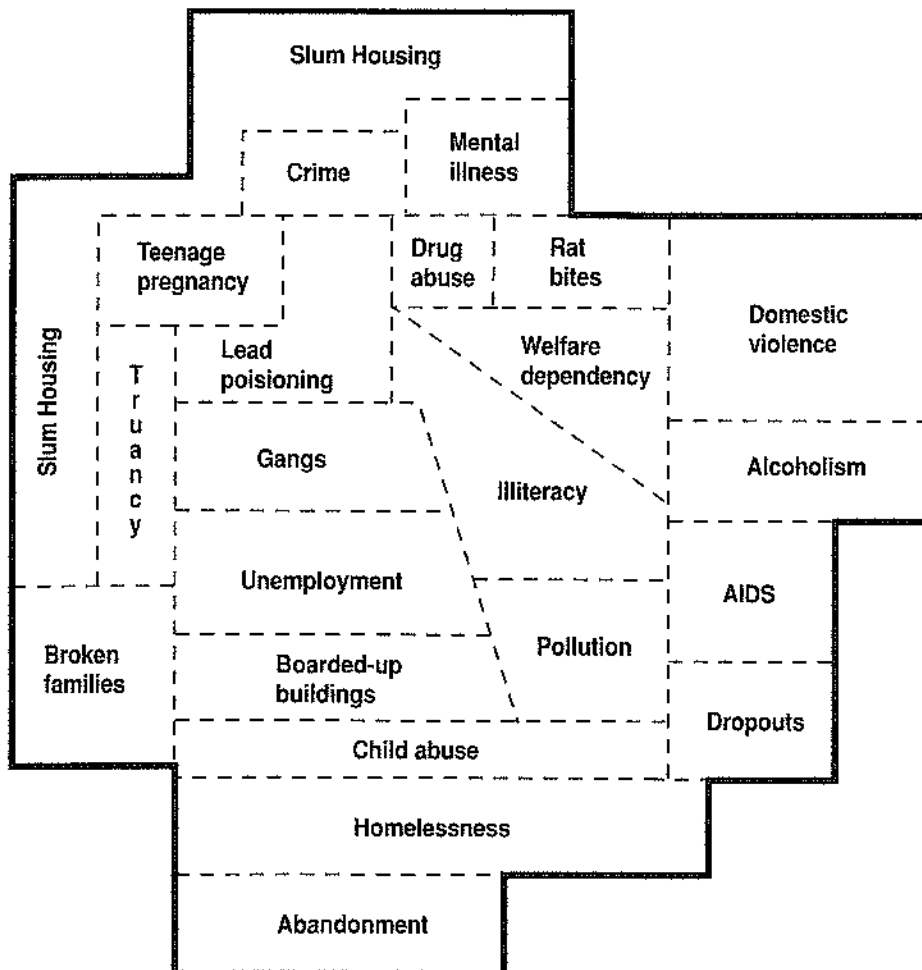 Slum Housing
Mental
illness
Crime
Teenage
pregnancy
Drug
abuse
Rat
bites
Domestic
violence
Slum Housing
Truancy
Lead
poisioning
Welfare
dependency
Gangs
Illiteracy
Alcoholism
Unemployment
AIDS
Broken
families
Boarded-up
buildings
Pollution
Dropouts
Child abuse
Homelessness
Abandonment